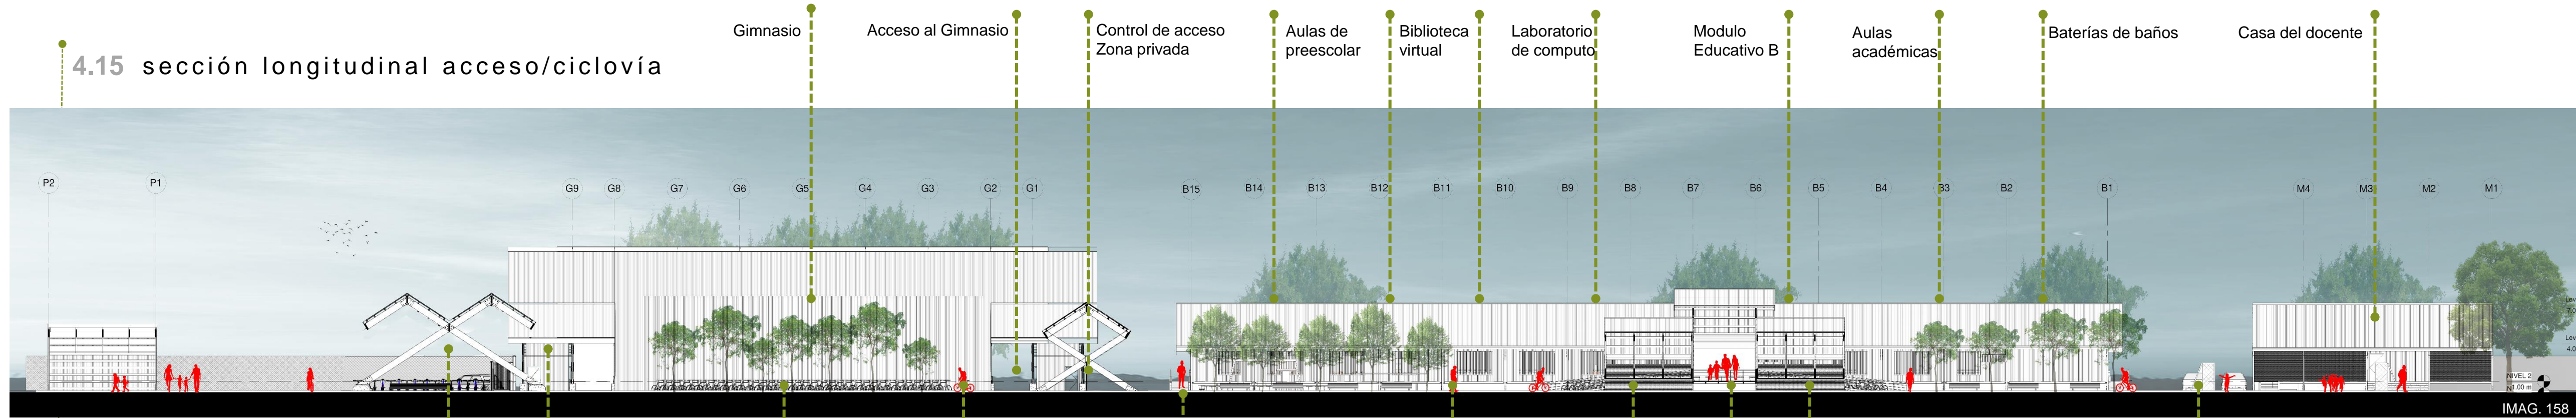 Gimnasio
Acceso al Gimnasio
Control de acceso
Zona privada
Aulas de
preescolar
Biblioteca
virtual
Laboratorio
de computo
Modulo
Educativo B
Aulas
académicas
Baterías de baños
Casa del docente
4.15 sección longitudinal acceso/ciclovía
P2 P1 G9 G8 G7 G6 G5 G4 G3 G2 G1 B15 B14 B13 B12 B11 B10 B9 B8 B7 B6 B5 B4 B3 B2 B1 M4 M3 M2 M1
NIVEL 2
1.00 m
IMAG. 158